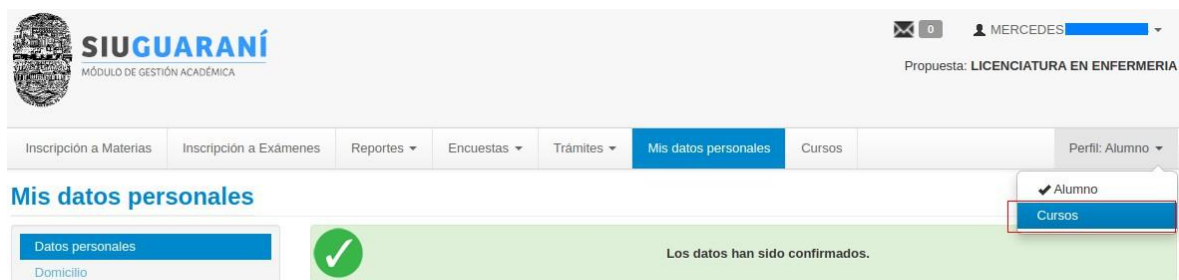 SIUGUARANÍ
MÓDULO DE GESTIÓN ACADÉMICA
0
MERCEDES
Propuesta: LICENCIATURA EN ENFERMERIA
Inscripción a Materias Inscripción a Exámenes Reportes Encuestas Trámites Mis datos personales Cursos Perfil: Alumno
Alumno
Cursos
Mis datos personales
Datos personales
Domicilio
Los datos han sido confirmados.